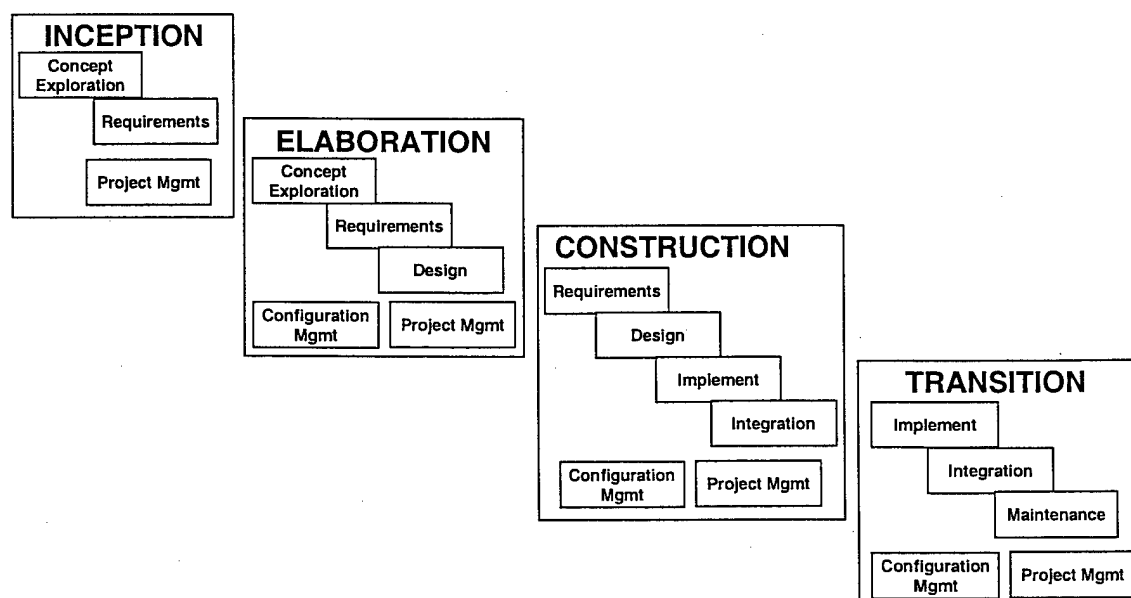 INCEPTION
Concept
Exploration
Requirements
Project Mgmt
ELABORATION
Concept
Exploration
Requirements
Design
Configuration
Mgmt
Project Mgmt
CONSTRUCTION
Requirements
Design
Implement
Integration
Configuration
Mgmt
Project Mgmt
TRANSITION
Implement
Integration
Maintenance
Configuration
Mgmt
Project Mgmt